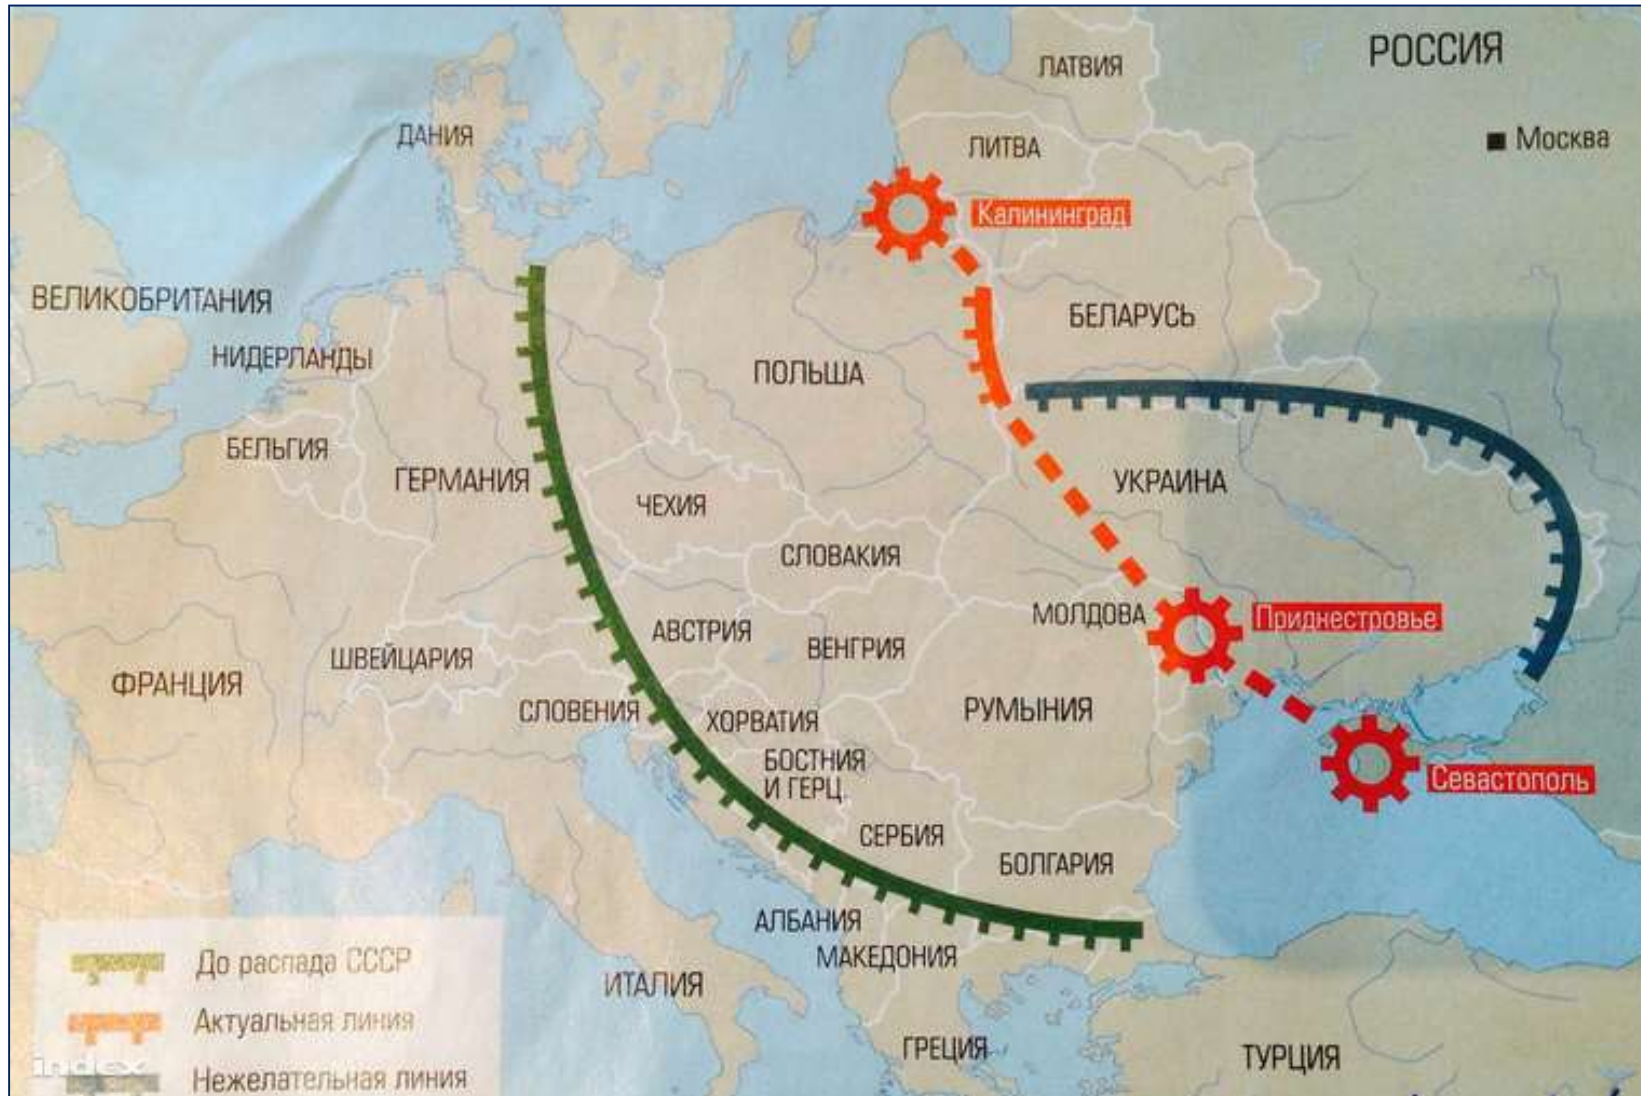 РОССИЯ
ЛАТВИЯ
Москва
ДАНИЯ
ЛИТВА
Калининград
ВЕЛИКОБРИТАНИЯ
БЕЛАРУСЬ
НИДЕРЛАНДЫ
ПОЛЬША
БЕЛЬГИЯ
ГЕРМАНИЯ
УКРАИНА
ЧЕХИЯ
СЛОВАКИЯ
МОЛДОВА
Приднестровье
АВСТРИЯ
ВЕНГРИЯ
ШВЕЙЦАРИЯ
ФРАНЦИЯ
СЛОВЕНИЯ
ХОРВАТИЯ
РУМЫНИЯ
БОСТНИЯ
И ГЕРЦ.
Севастополь
СЕРБИЯ
БОЛГАРИЯ
АЛБАНИЯ
МАКЕДОНИЯ
ИТАЛИЯ
ГРЕЦИЯ
ТУРЦИЯ
До распада СССР
Актуальная линия
Нежелательная линия
index